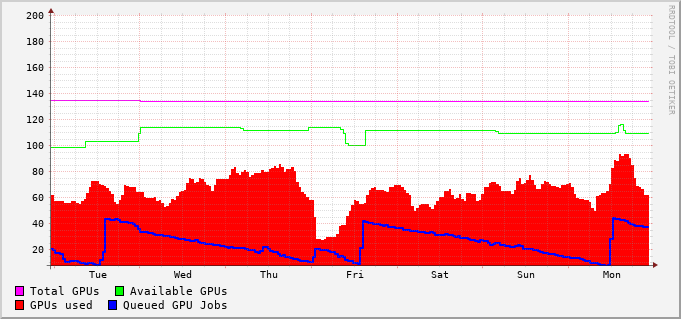 200
180
160
140
120
100
80
60
40
20
Tue Wed Thu Fri Sat Sun Mon
Total GPUs Available GPUs
GPUs used Queued GPU Jobs
RRDTOOL / TOBI OETIKER